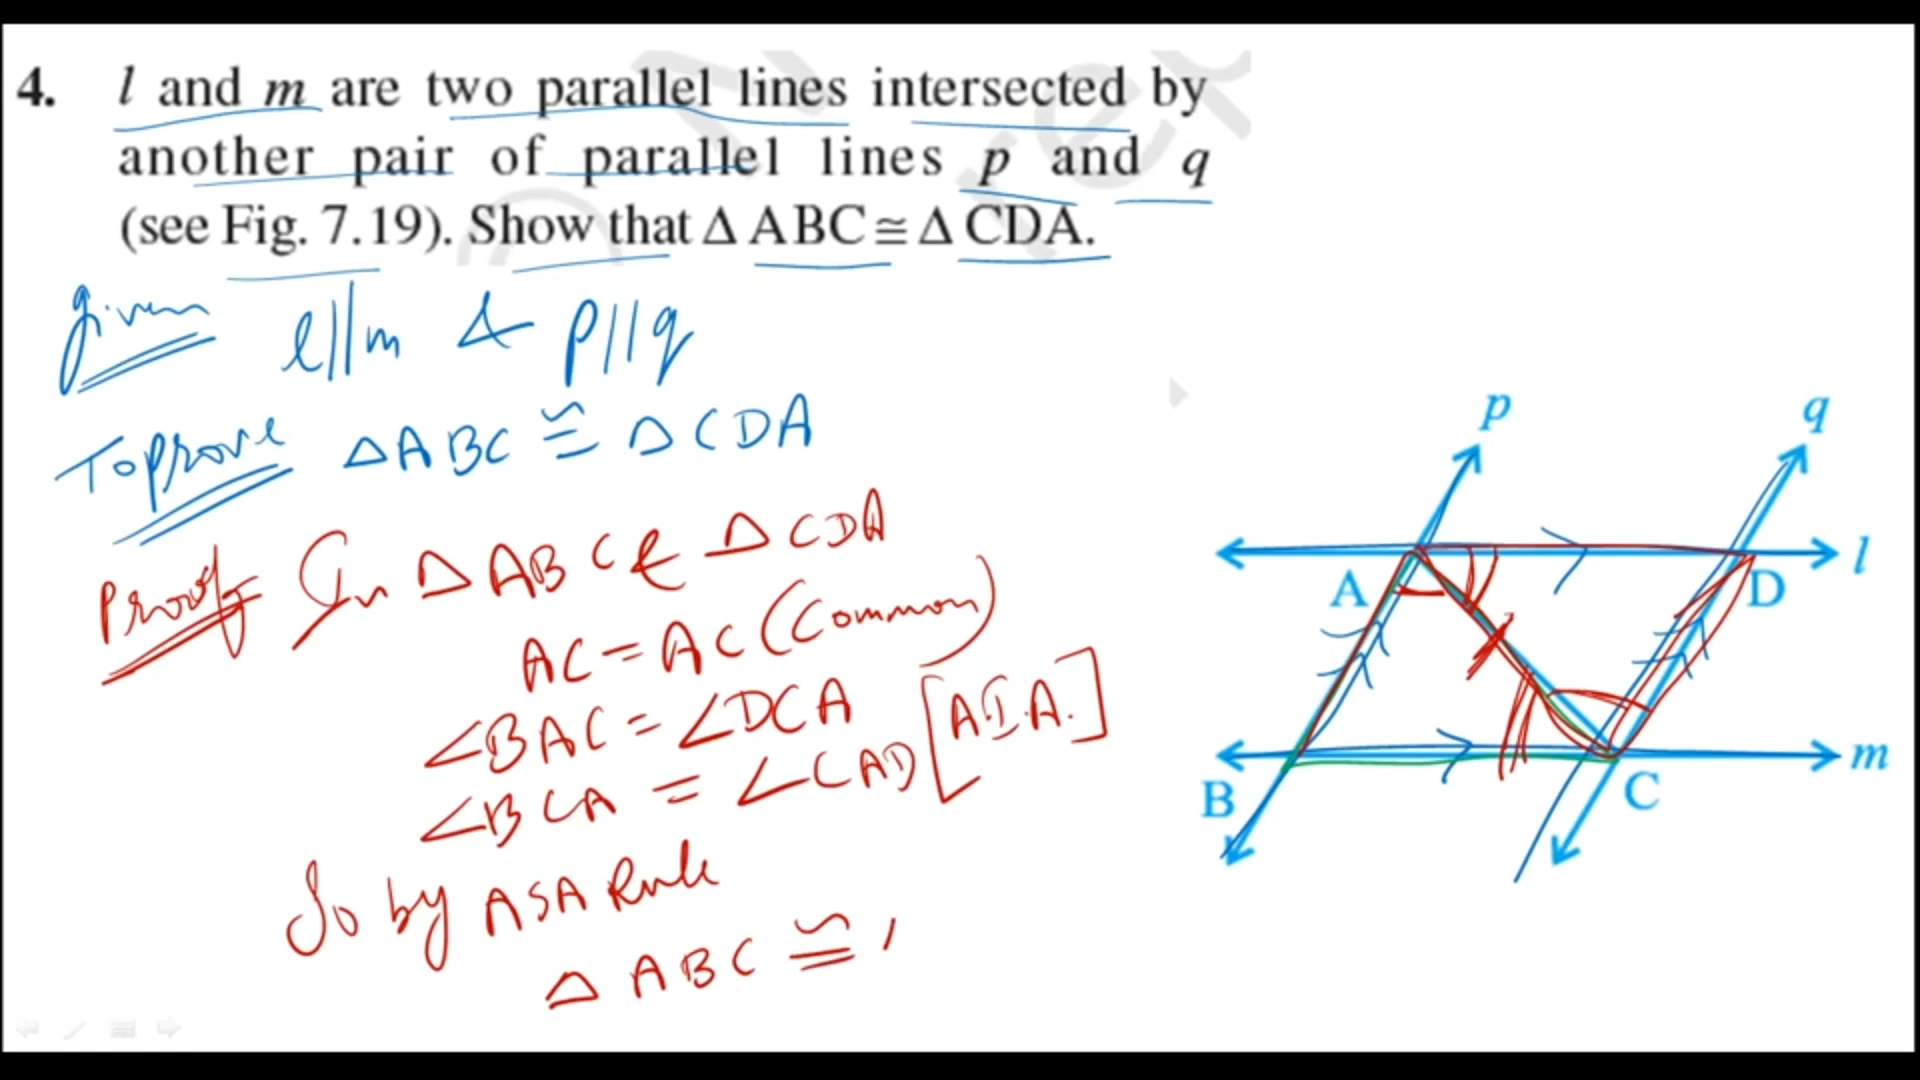 4. l and m are two parallel lines intersected by
another pair of parallel lines p and q
(see Fig. 7.19). Show that Δ ABC ≅ Δ CDA.
given l||m & p||q
To prove ΔABC ≅ ΔCDA
Proof In ΔABC & ΔCDA
AC = AC (Common)
∠BAC = ∠DCA [A.I.A.]
∠BCA = ∠CAD
So by ASA Rule
Δ ABC ≅
p q
A D l
B C m